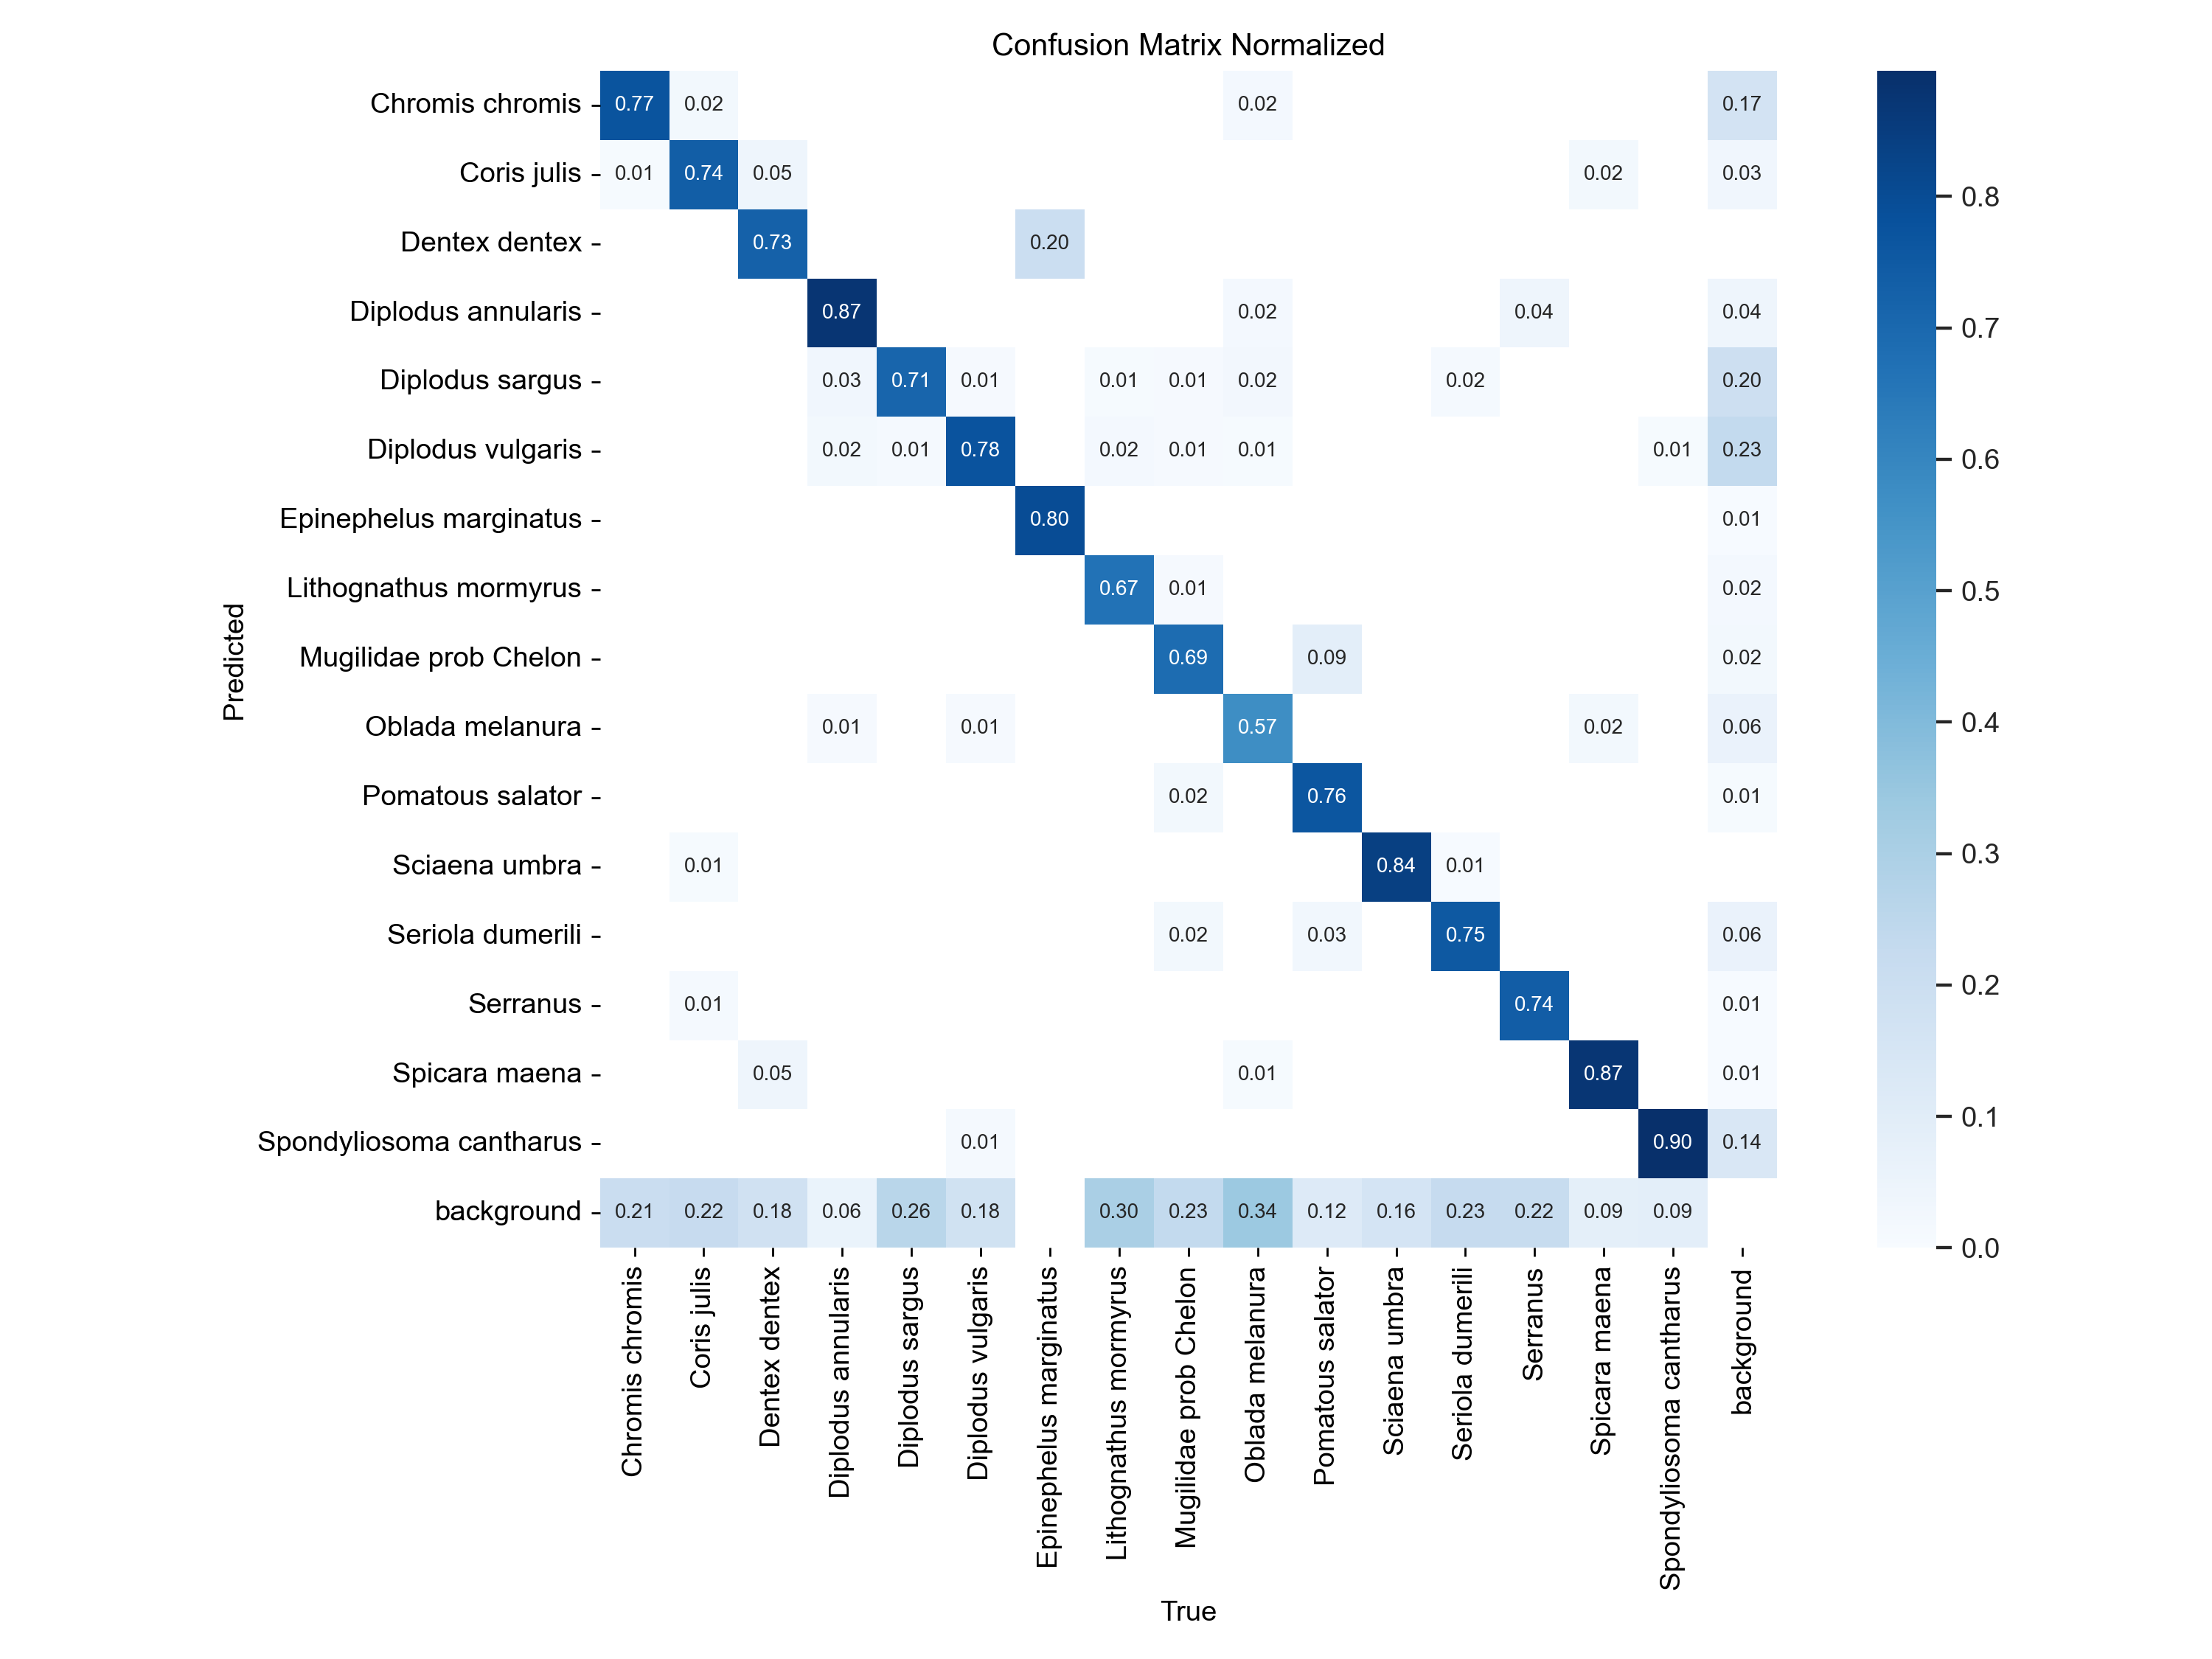 Confusion Matrix Normalized
Chromis chromis 0.77 0.02 0.02 0.17
Coris julis 0.01 0.74 0.05 0.02 0.03
Dentex dentex 0.73 0.20
Diplodus annularis 0.87 0.02 0.04 0.04
Diplodus sargus 0.03 0.71 0.01 0.01 0.01 0.02 0.02 0.20
Diplodus vulgaris 0.02 0.01 0.78 0.02 0.01 0.01 0.01 0.23
Epinephelus marginatus 0.80 0.01
Lithognathus mormyrus 0.67 0.01 0.02
Mugilidae prob Chelon 0.69 0.09 0.02
Oblada melanura 0.01 0.01 0.57 0.02 0.06
Pomatous salator 0.02 0.76 0.01
Sciaena umbra 0.01 0.84 0.01
Seriola dumerili 0.02 0.03 0.75 0.06
Serranus 0.01 0.74 0.01
Spicara maena 0.05 0.01 0.87 0.01
Spondyliosoma cantharus 0.01 0.90 0.14
background 0.21 0.22 0.18 0.06 0.26 0.18 0.30 0.23 0.34 0.12 0.16 0.23 0.22 0.09 0.09
Predicted
Chromis chromis
Coris julis
Dentex dentex
Diplodus annularis
Diplodus sargus
Diplodus vulgaris
Epinephelus marginatus
Lithognathus mormyrus
Mugilidae prob Chelon
Oblada melanura
Pomatous salator
Sciaena umbra
Seriola dumerili
Serranus
Spicara maena
Spondyliosoma cantharus
background
True
0.8
0.7
0.6
0.5
0.4
0.3
0.2
0.1
0.0